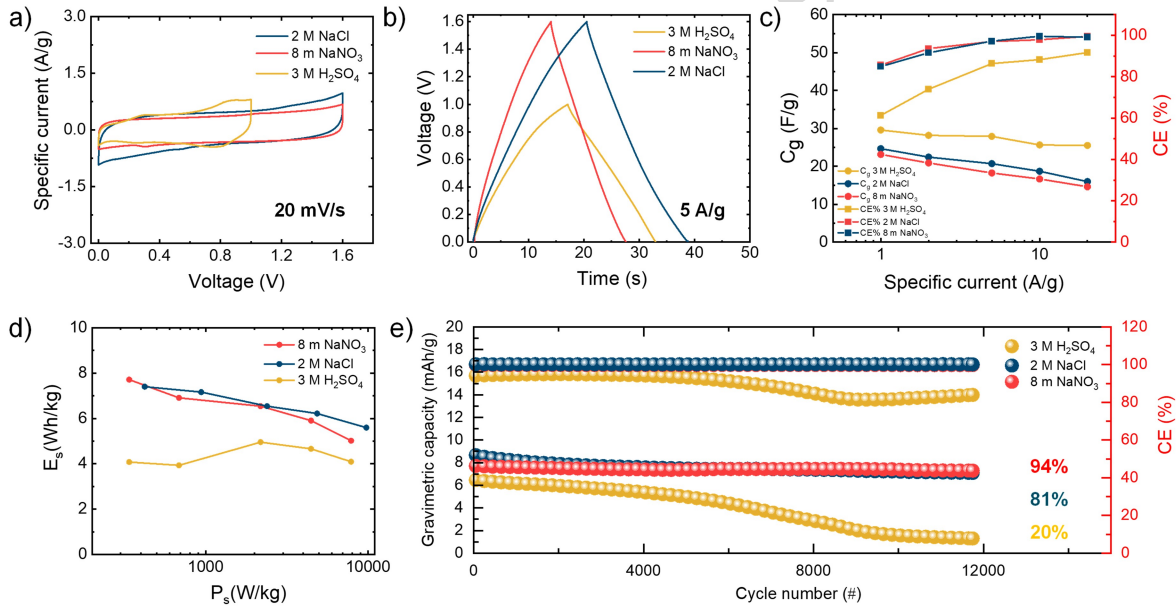 a)
3.0
1.5
0.0
-1.5
-3.0
Specific current (A/g)
2 M NaCl
8 m NaNO₃
3 M H₂SO₄
20 mV/s
0.0 0.4 0.8 1.2 1.6
Voltage (V)
b)
1.6
1.4
1.2
1.0
0.8
0.6
0.4
0.2
0.0
Voltage (V)
3 M H₂SO₄
8 m NaNO₃
2 M NaCl
5 A/g
0 10 20 30 40 50
Time (s)
c)
60
50
40
30
20
10
0
Cg (F/g)
Cg 3 M H₂SO₄
Cg 2 M NaCl
Cg 8 m NaNO₃
CE% 3 M H₂SO₄
CE% 2 M NaCl
CE% 8 m NaNO₃
100
80
60
40
20
0
CE (%)
1 10
Specific current (A/g)
d)
10
8
6
4
2
0
Es(Wh/kg)
8 m NaNO₃
2 M NaCl
3 M H₂SO₄
1000 10000
Ps(W/kg)
e)
20
18
16
14
12
10
8
6
4
2
0
Gravimetric capacity (mAh/g)
3 M H₂SO₄
2 M NaCl
8 m NaNO₃
94%
81%
20%
120
100
80
60
40
20
0
CE (%)
0 4000 8000 12000 16000
Cycle number (#)